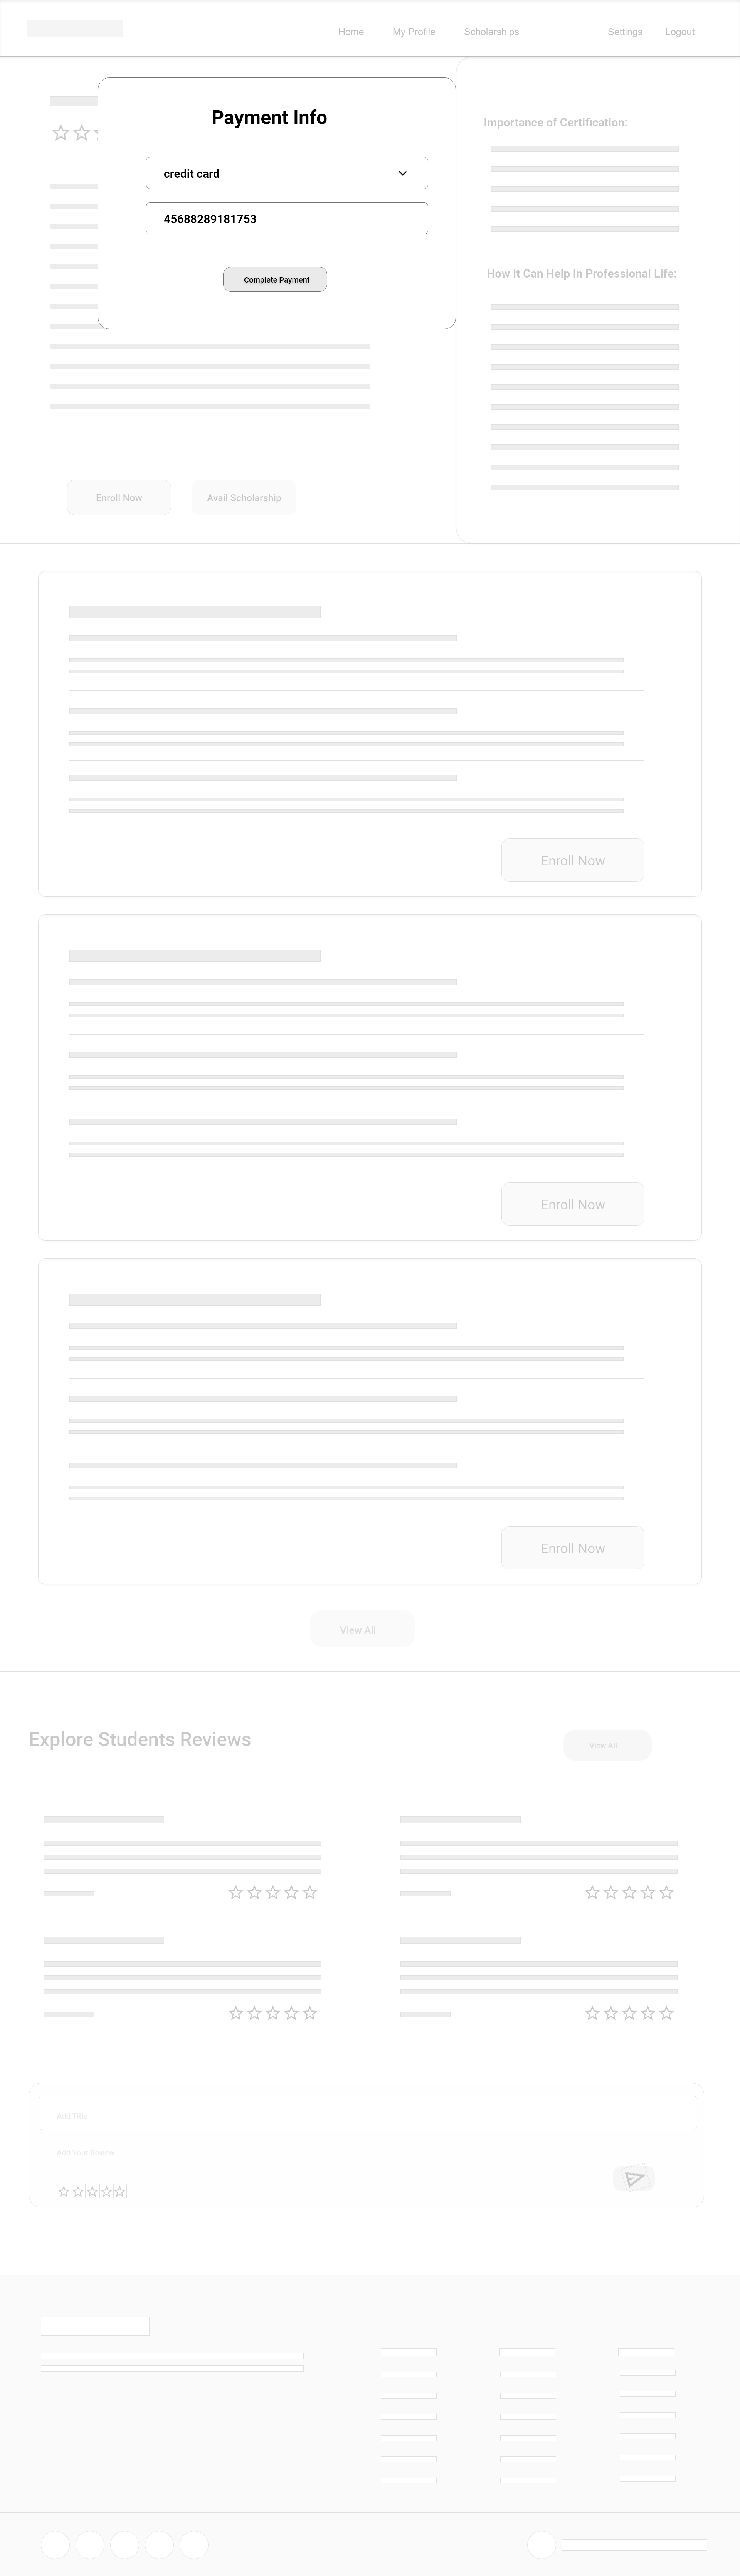 Home
My Profile
Scholarships
Settings
Logout
Payment Info
credit card
45688289181753
Complete Payment
Importance of Certification:
How It Can Help in Professional Life:
Enroll Now
Avail Scholarship
Enroll Now
Enroll Now
Enroll Now
View All
Explore Students Reviews
View All
Add Title
Add Your Review